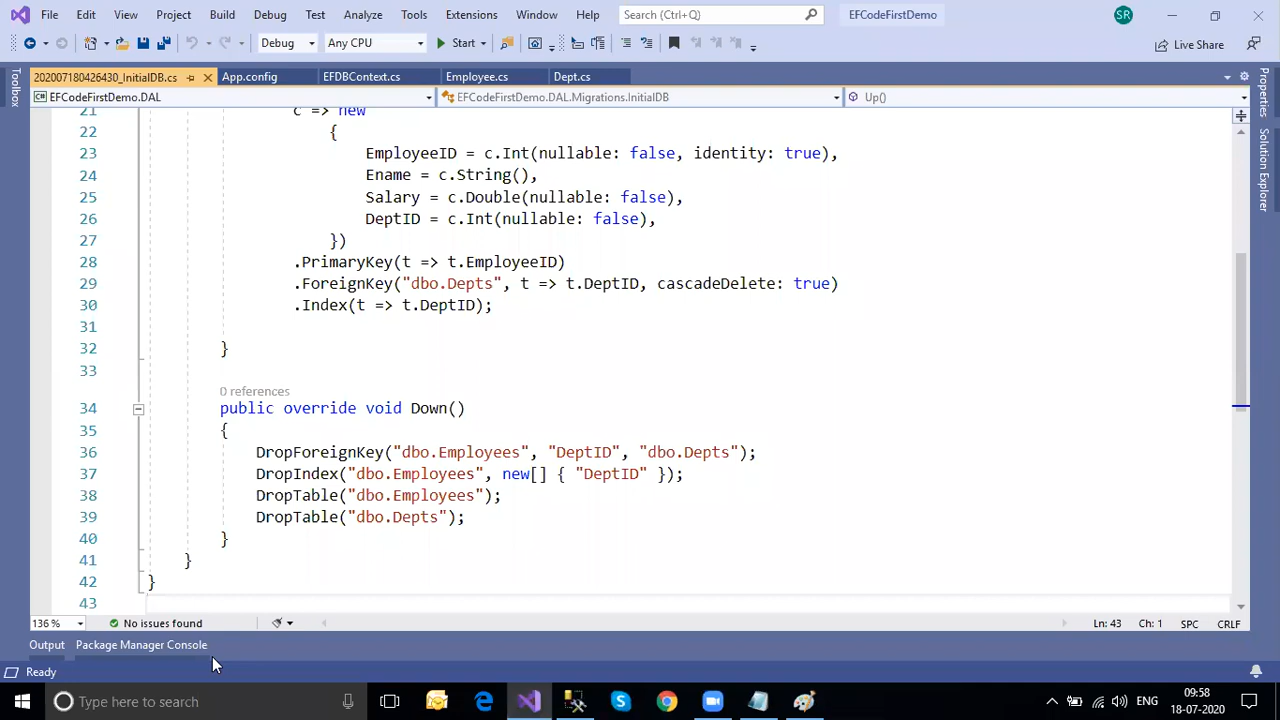 File Edit View Project Build Debug Test Analyze Tools Extensions Window Help Search (Ctrl+Q) EFCodeFirstDemo SR
Debug Any CPU Start Live Share
202007180426430_InitialDB.cs App.config EFDBContext.cs Employee.cs Dept.cs
EFCodeFirstDemo.DAL EFCodeFirstDemo.DAL.Migrations.InitialDB Up()
Toolbox
Properties
Solution Explorer
21 c => new
22 {
23 EmployeeID = c.Int(nullable: false, identity: true),
24 Ename = c.String(),
25 Salary = c.Double(nullable: false),
26 DeptID = c.Int(nullable: false),
27 })
28 .PrimaryKey(t => t.EmployeeID)
29 .ForeignKey("dbo.Depts", t => t.DeptID, cascadeDelete: true)
30 .Index(t => t.DeptID);
31
32 }
33
0 references
34 public override void Down()
35 {
36 DropForeignKey("dbo.Employees", "DeptID", "dbo.Depts");
37 DropIndex("dbo.Employees", new[] { "DeptID" });
38 DropTable("dbo.Employees");
39 DropTable("dbo.Depts");
40 }
41 }
42 }
43
136 % No issues found Ln: 43 Ch: 1 SPC CRLF
Output Package Manager Console
Ready
Type here to search ENG 09:58
18-07-2020